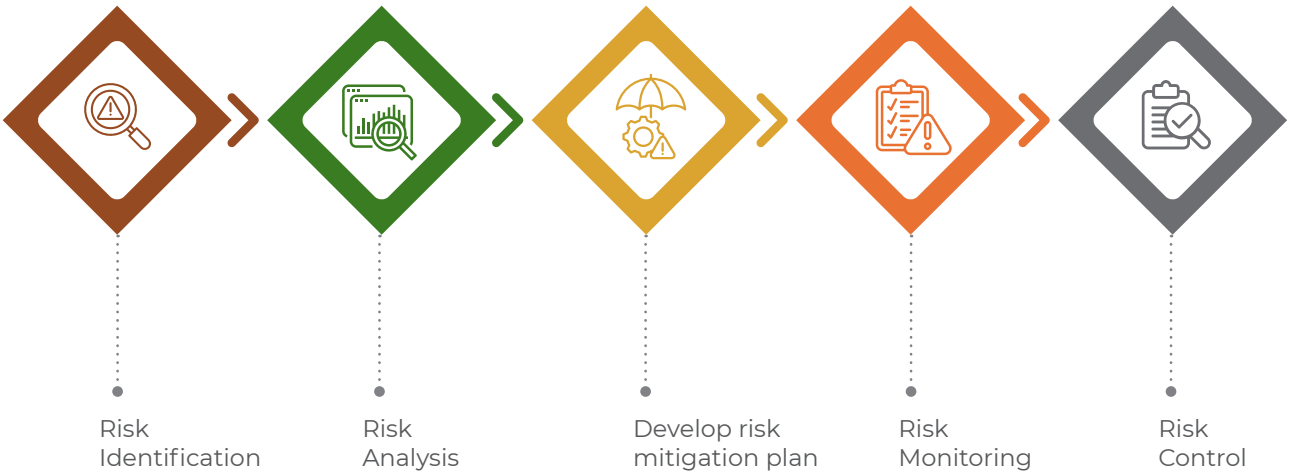 Risk
Identification
Risk
Analysis
Develop risk
mitigation plan
Risk
Monitoring
Risk
Control